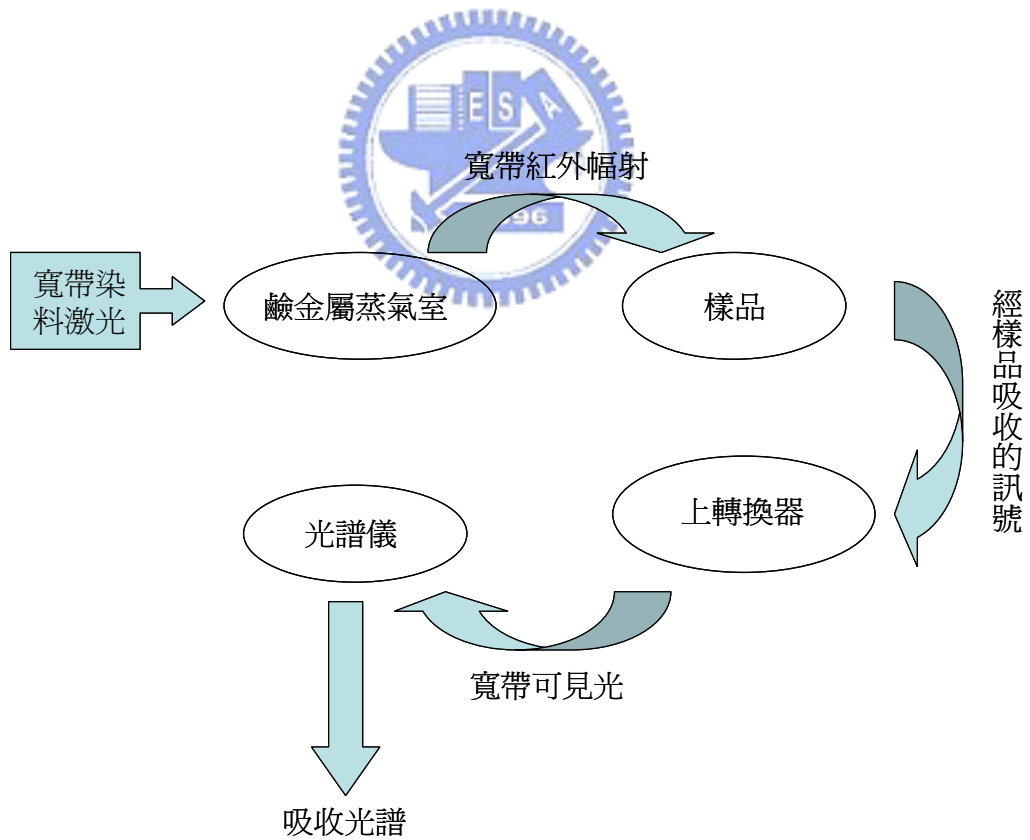 ESA
1896
寬帶紅外幅射
寬帶染
料激光
鹼金屬蒸氣室
樣品
經樣品吸收的訊號
上轉換器
光譜儀
寬帶可見光
吸收光譜